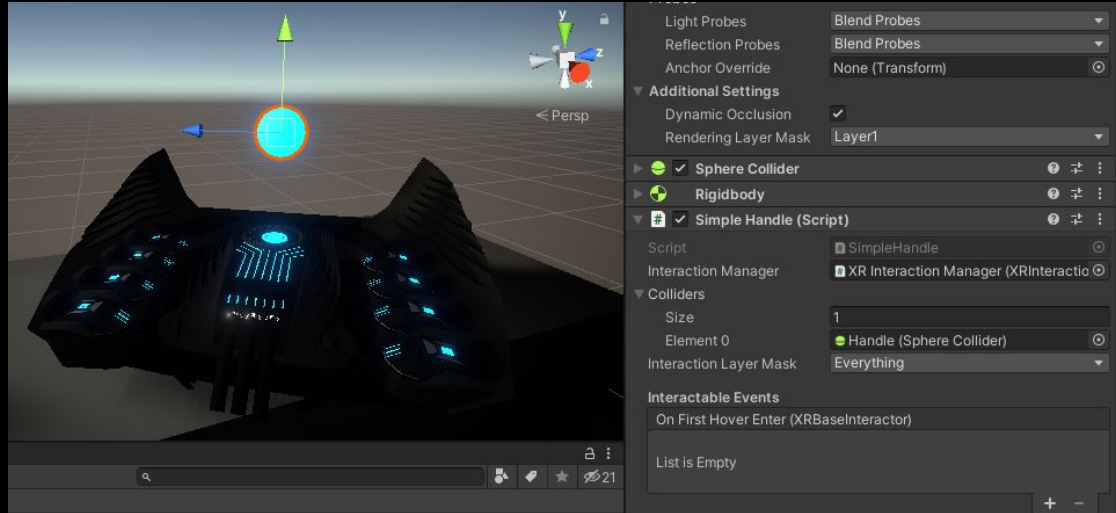 y
z
x
Persp
21
Probes
Light Probes
Blend Probes
Reflection Probes
Blend Probes
Anchor Override
None (Transform)
Additional Settings
Dynamic Occlusion
Rendering Layer Mask
Layer1
Sphere Collider
Rigidbody
# Simple Handle (Script)
Script
SimpleHandle
Interaction Manager
XR Interaction Manager (XRInteractio
Colliders
Size
1
Element 0
Handle (Sphere Collider)
Interaction Layer Mask
Everything
Interactable Events
On First Hover Enter (XRBaseInteractor)
List is Empty